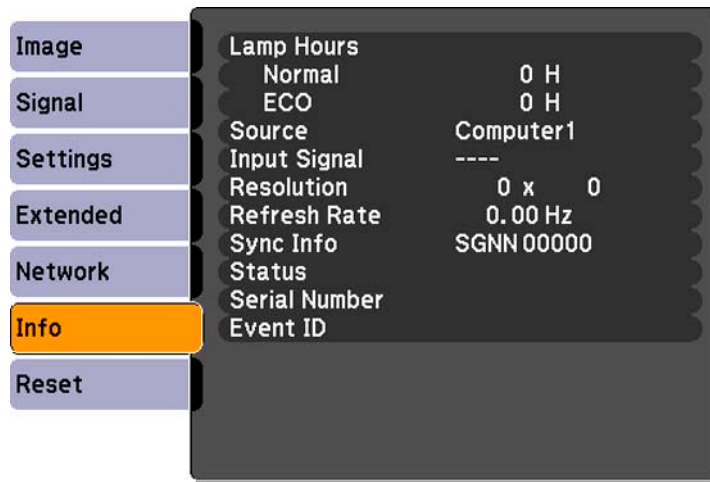 Image
Signal
Settings
Extended
Network
Info
Reset
Lamp Hours
Normal 0 H
ECO 0 H
Source Computer1
Input Signal ----
Resolution 0 x 0
Refresh Rate 0.00 Hz
Sync Info SGNN 00000
Status
Serial Number
Event ID